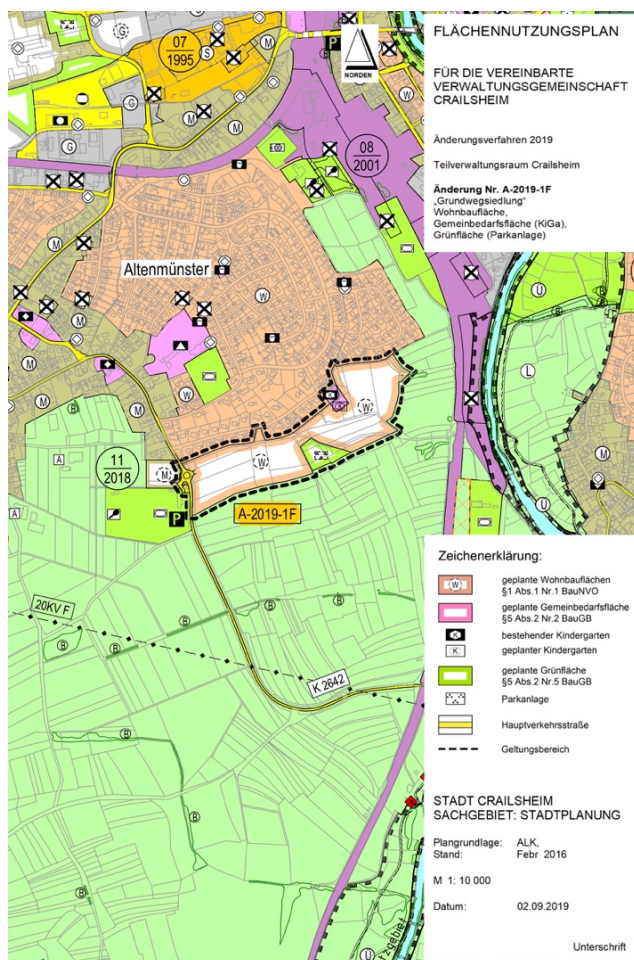 FLÄCHENNUTZUNGSPLAN
FÜR DIE VEREINBARTE
VERWALTUNGSGEMEINSCHAFT
CRAILSHEIM
Änderungsverfahren 2019
Teilverwaltungsraum Crailsheim
Änderung Nr. A-2019-1F
„Grundwegsiedlung"
Wohnbaufläche,
Gemeinbedarfsfläche (KiGa),
Grünfläche (Parkanlage)
NORDEN
07
1995
08
2001
Altenmünster
11
2018
A-2019-1F
20KV F
K 2642
Zeichenerklärung:
geplante Wohnbauflächen
§1 Abs.1 Nr.1 BauNVO
geplante Gemeinbedarfsfläche
§5 Abs.2 Nr.2 BauGB
bestehender Kindergarten
geplanter Kindergarten
geplante Grünfläche
§5 Abs.2 Nr.5 BauGB
Parkanlage
Hauptverkehrsstraße
Geltungsbereich
STADT CRAILSHEIM
SACHGEBIET: STADTPLANUNG
Plangrundlage: ALK,
Stand: Febr 2016
M 1: 10 000
Datum: 02.09.2019
Unterschrift